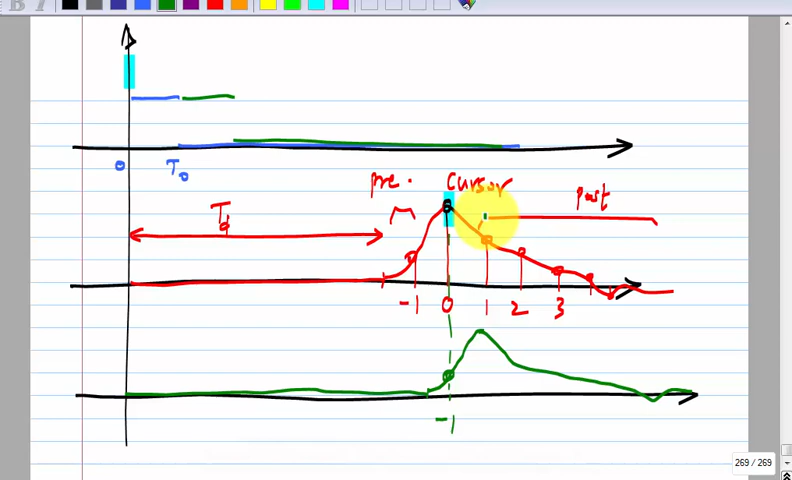 B I
0
T0
pre. cursor
post
Td
-1 0 1 2 3
-1
269 / 269